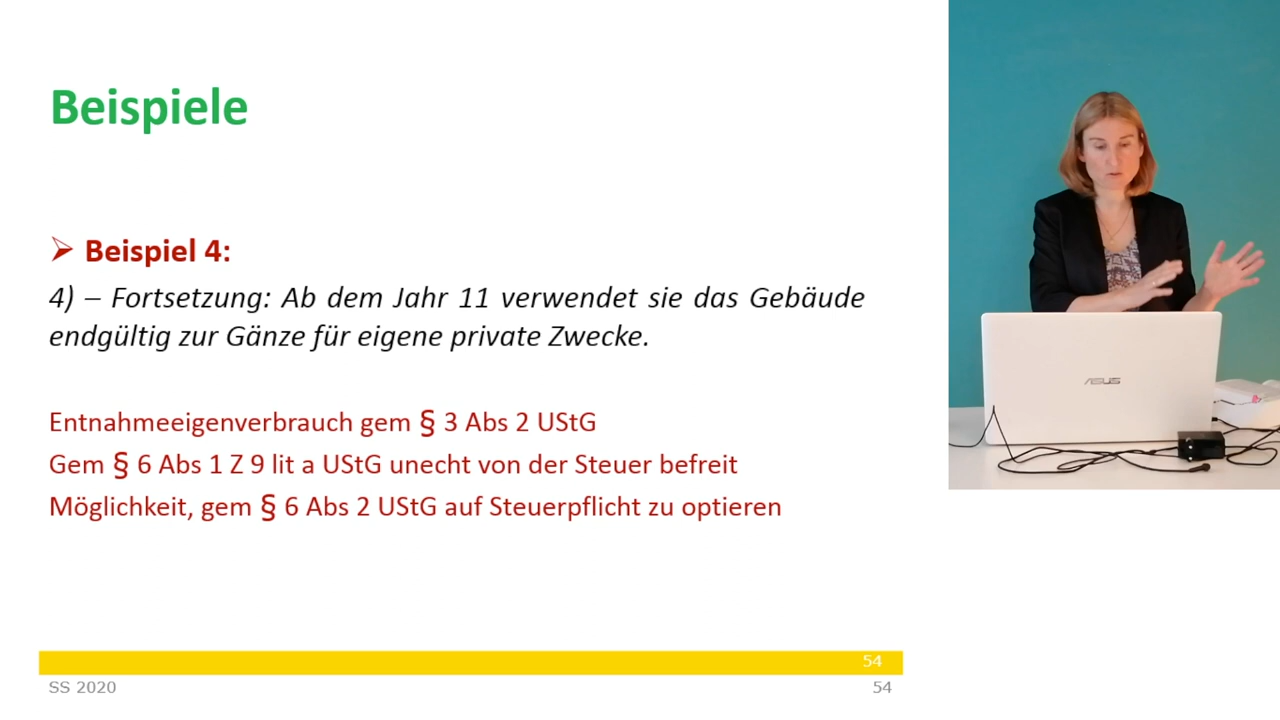 Beispiele
➢ Beispiel 4:
4) – Fortsetzung: Ab dem Jahr 11 verwendet sie das Gebäude
endgültig zur Gänze für eigene private Zwecke.
Entnahmeeigenverbrauch gem § 3 Abs 2 UStG
Gem § 6 Abs 1 Z 9 lit a UStG unecht von der Steuer befreit
Möglichkeit, gem § 6 Abs 2 UStG auf Steuerpflicht zu optieren
54
SS 2020
54
ASUS